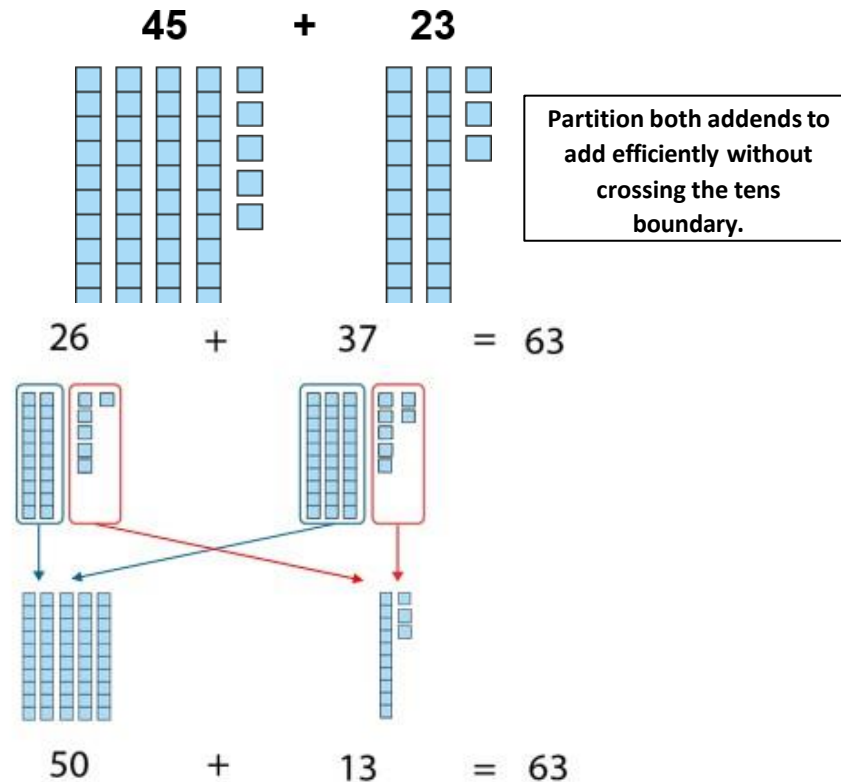 45 + 23
Partition both addends to
add efficiently without
crossing the tens
boundary.
26 + 37 = 63
50 + 13 = 63